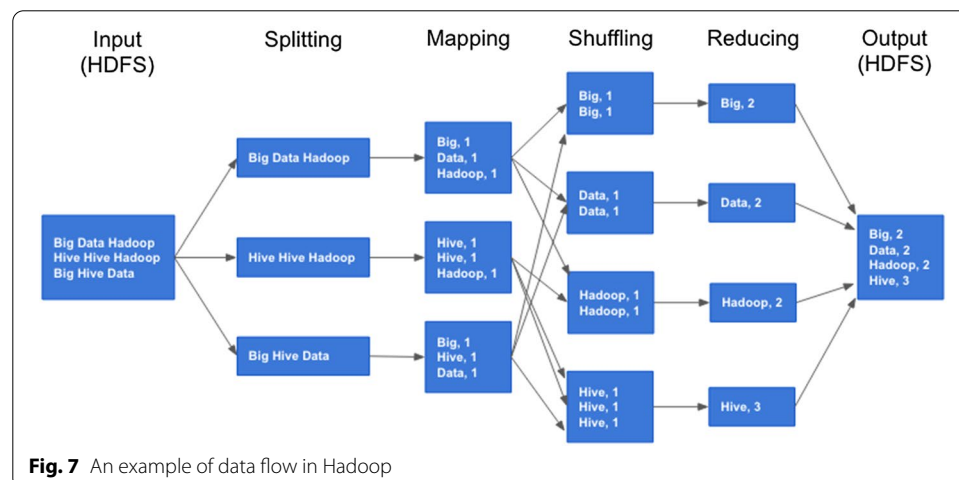 Input
(HDFS)
Splitting
Mapping
Shuffling
Reducing
Output
(HDFS)
Big Data Hadoop
Hive Hive Hadoop
Big Hive Data
Big Data Hadoop
Hive Hive Hadoop
Big Hive Data
Big, 1
Data, 1
Hadoop, 1
Hive, 1
Hive, 1
Hadoop, 1
Big, 1
Hive, 1
Data, 1
Big, 1
Big, 1
Data, 1
Data, 1
Hadoop, 1
Hadoop, 1
Hive, 1
Hive, 1
Hive, 1
Big, 2
Data, 2
Hadoop, 2
Hive, 3
Big, 2
Data, 2
Hadoop, 2
Hive, 3
Fig. 7 An example of data flow in Hadoop